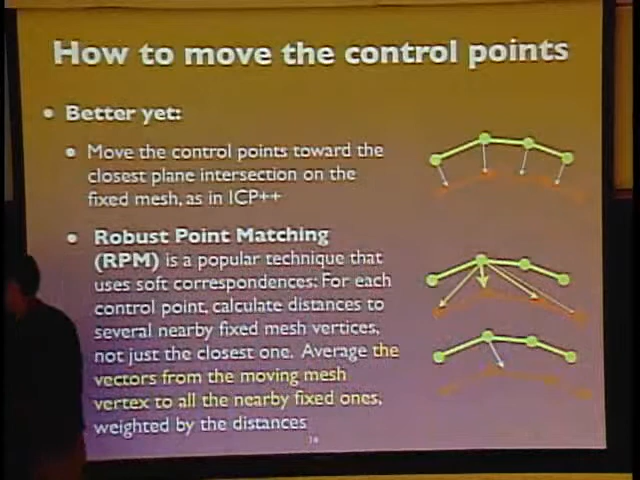 How to move the control points
Better yet:
Move the control points toward the
closest plane intersection on the
fixed mesh, as in ICP++
Robust Point Matching
(RPM) is a popular technique that
uses soft correspondences: For each
control point, calculate distances to
several nearby fixed mesh vertices,
not just the closest one. Average the
vectors from the moving mesh
vertex to all the nearby fixed ones,
weighted by the distances